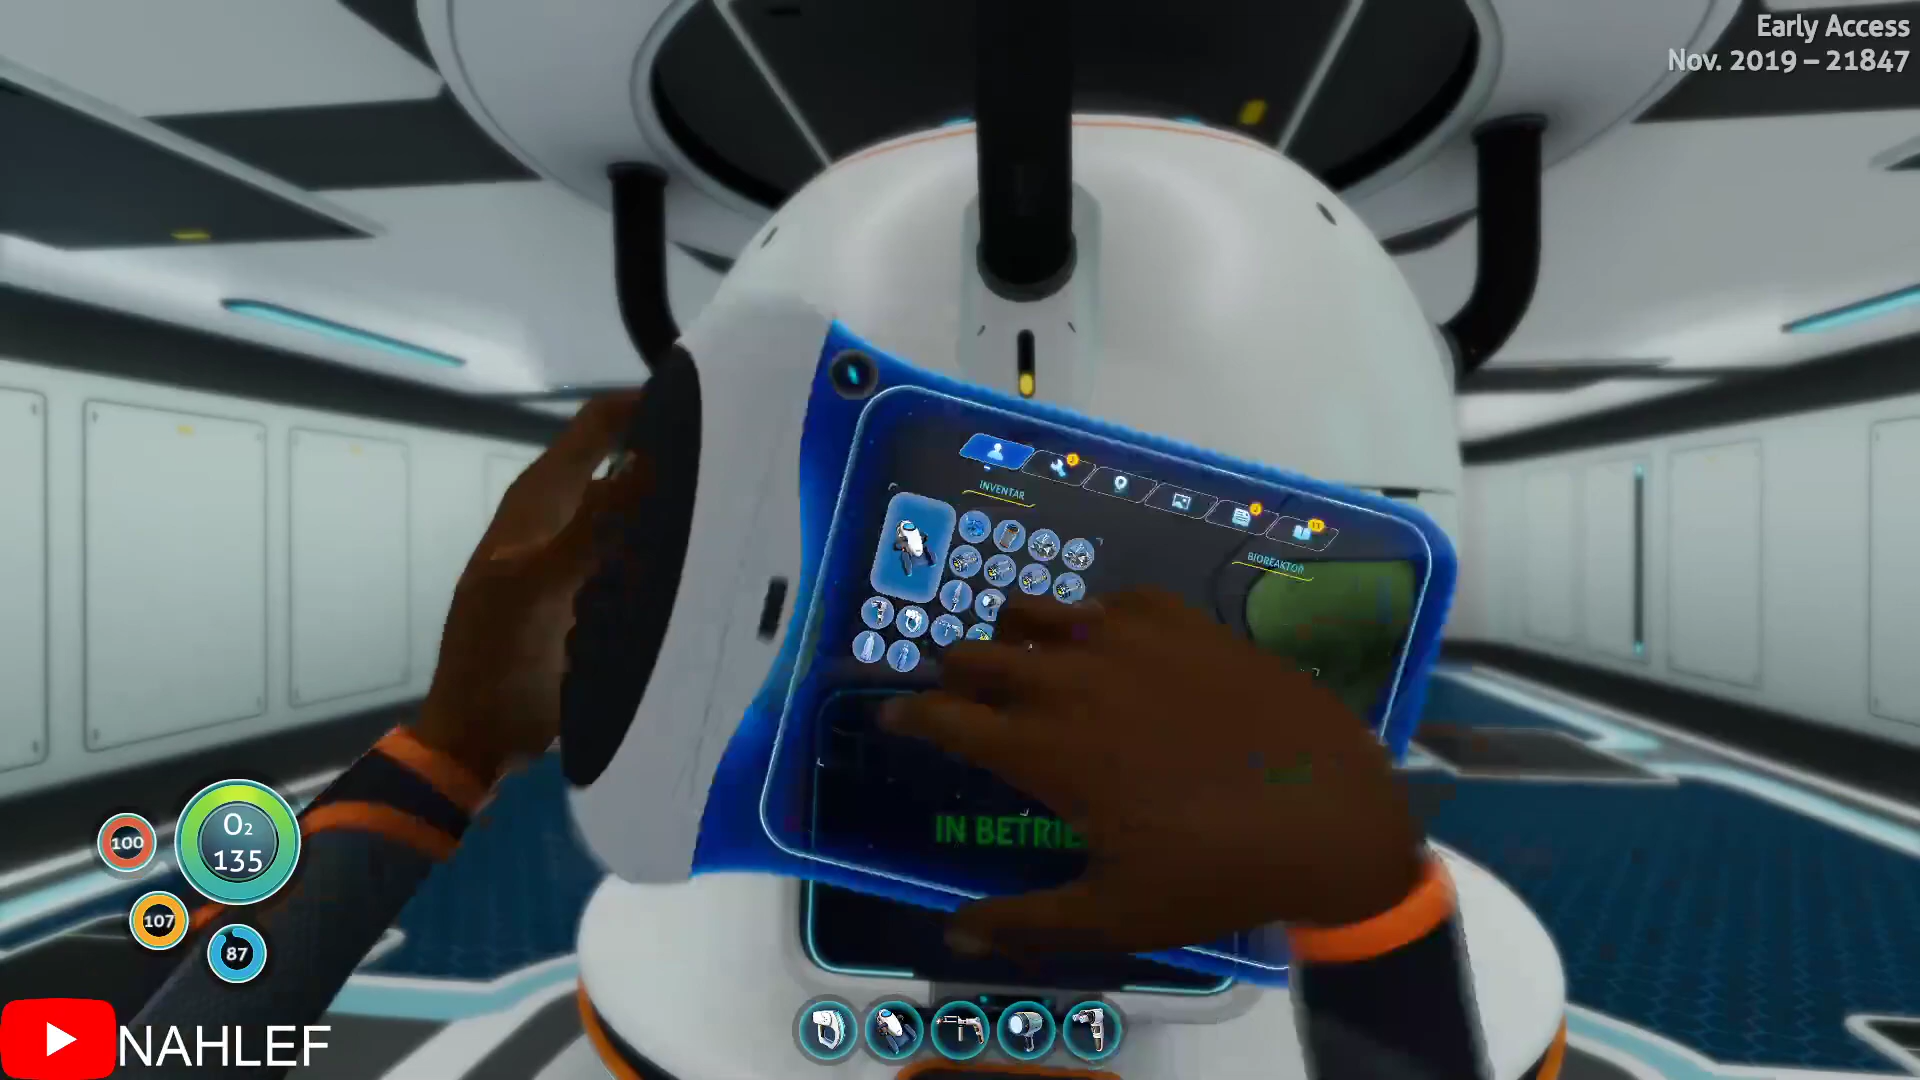 Early Access
Nov. 2019 – 21847
INVENTAR
BIOREAKTOR
IN BETRIE
O₂
135
100
107
87
NAHLEF